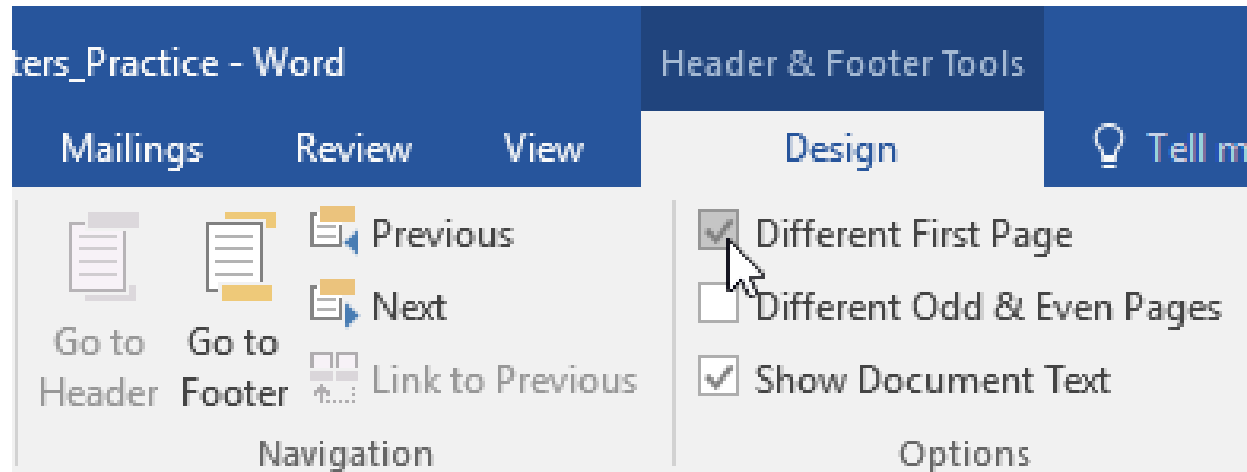 ters_Practice - Word
Header & Footer Tools
Mailings Review View Design Tell m
Previous
Different First Page
Next
Different Odd & Even Pages
Go to Header
Go to Footer
Link to Previous
Show Document Text
Navigation
Options